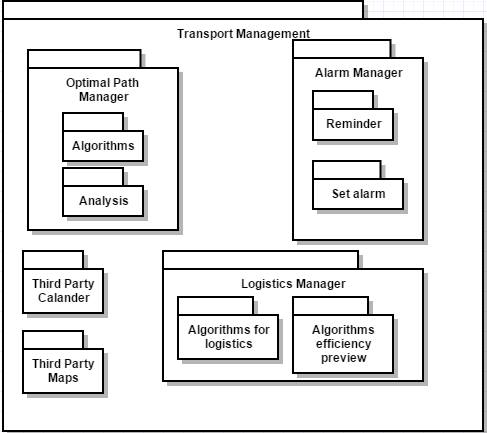 Transport Management
Optimal Path
Manager
Algorithms
Analysis
Alarm Manager
Reminder
Set alarm
Third Party
Calander
Third Party
Maps
Logistics Manager
Algorithms for
logistics
Algorithms
efficiency
preview